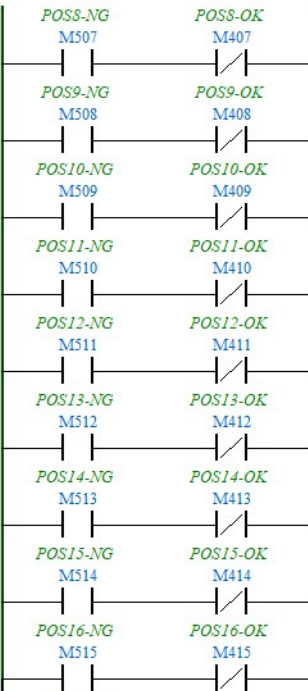 POS8-NG POS8-OK
M507 M407
POS9-NG POS9-OK
M508 M408
POS10-NG POS10-OK
M509 M409
POS11-NG POS11-OK
M510 M410
POS12-NG POS12-OK
M511 M411
POS13-NG POS13-OK
M512 M412
POS14-NG POS14-OK
M513 M413
POS15-NG POS15-OK
M514 M414
POS16-NG POS16-OK
M515 M415